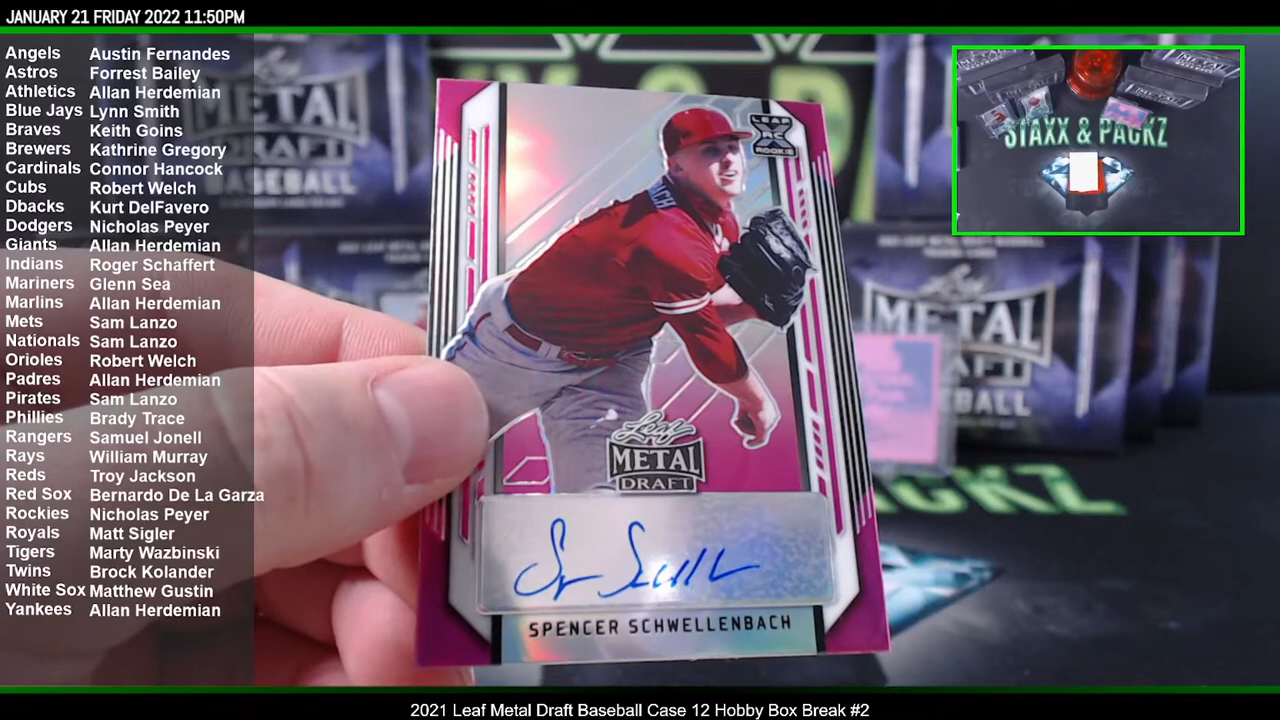 JANUARY 21 FRIDAY 2022 11:50PM
Angels Austin Fernandes
Astros Forrest Bailey
Athletics Allan Herdemian
Blue Jays Lynn Smith
Braves Keith Goins
Brewers Kathrine Gregory
Cardinals Connor Hancock
Cubs Robert Welch
Dbacks Kurt DelFavero
Dodgers Nicholas Peyer
Giants Allan Herdemian
Indians Roger Schaffert
Mariners Glenn Sea
Marlins Allan Herdemian
Mets Sam Lanzo
Nationals Sam Lanzo
Orioles Robert Welch
Padres Allan Herdemian
Pirates Sam Lanzo
Phillies Brady Trace
Rangers Samuel Jonell
Rays William Murray
Reds Troy Jackson
Red Sox Bernardo De La Garza
Rockies Nicholas Peyer
Royals Matt Sigler
Tigers Marty Wazbinski
Twins Brock Kolander
White Sox Matthew Gustin
Yankees Allan Herdemian
METAL
DRAFT
BASEBALL
LEAF
RC
ROOKIE
Leaf
METAL
DRAFT
SPENCER SCHWELLENBACH
STAXX & PACKZ
Leaf
METAL
PACKZ
2021 Leaf Metal Draft Baseball Case 12 Hobby Box Break #2